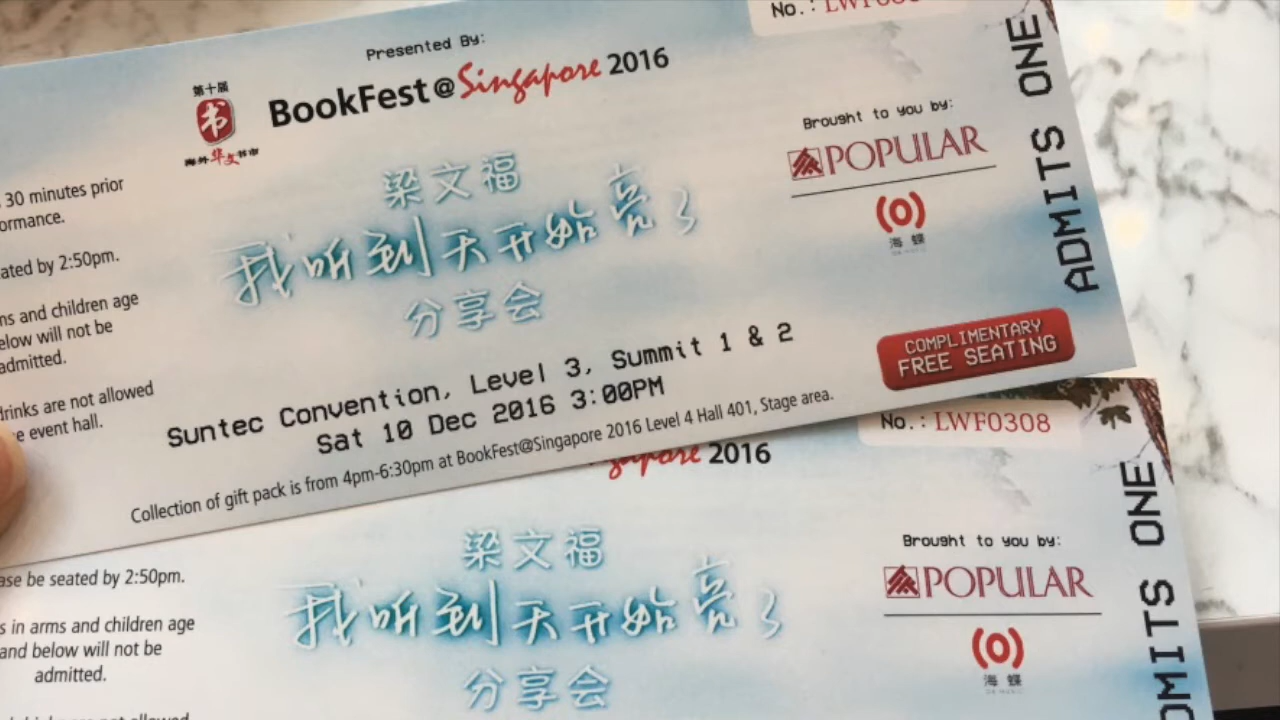 Presented By:
No.: LWF0
第十届
书
海外华文书市
BookFest@Singapore 2016
30 minutes prior
ormance.
ated by 2:50pm.
ms and children age
elow will not be
admitted.
drinks are not allowed
e event hall.
梁文福
我听到天开始亮了
分享会
Suntec Convention, Level 3, Summit 1 & 2
Sat 10 Dec 2016 3:00PM
Collection of gift pack is from 4pm-6:30pm at BookFest@Singapore 2016 Level 4 Hall 401, Stage area.
Brought to you by:
POPULAR
海蝶
COMPLIMENTARY
FREE SEATING
ADMITS ONE
gapore 2016
No.: LWF0308
ase be seated by 2:50pm.
s in arms and children age
and below will not be
admitted.
梁文福
我听到天开始亮了
分享会
Brought to you by:
POPULAR
海蝶
DMITS ONE